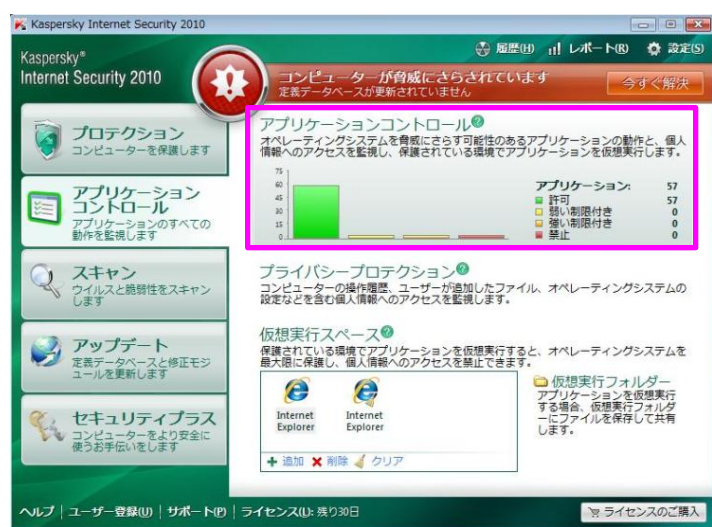 Kaspersky Internet Security 2010
Kaspersky®
Internet Security 2010
履歴(H) レポート(R) 設定(S)
コンピューターが脅威にさらされています
定義データベースが更新されていません
今すぐ解決
プロテクション
コンピューターを保護します
アプリケーション
コントロール
アプリケーションのすべての
動作を監視します
スキャン
ウイルスと脆弱性をスキャン
します
アップデート
定義データベースと修正モジ
ュールを更新します
セキュリティプラス
コンピューターをより安全に
使うお手伝いをします
アプリケーションコントロール?
オペレーティングシステムを脅威にさらす可能性のあるアプリケーションの動作と、個人
情報へのアクセスを監視し、保護されている環境でアプリケーションを仮想実行します。
75
60
45
30
15
0
アプリケーション: 57
許可 57
弱い制限付き 0
強い制限付き 0
禁止 0
プライバシープロテクション?
コンピューターの操作履歴、ユーザーが追加したファイル、オペレーティングシステムの
設定などを含む個人情報へのアクセスを監視します。
仮想実行スペース?
保護されている環境でアプリケーションを仮想実行すると、オペレーティングシステムを
最大限に保護し、個人情報へのアクセスを禁止できます。
Internet
Explorer
Internet
Explorer
追加 削除 クリア
仮想実行フォルダー
アプリケーションを仮想実行
する場合、仮想実行フォルダ
ーにファイルを保存して共有
します。
ヘルプ | ユーザー登録(U) | サポート(P) | ライセンス(L): 残り30日
ライセンスのご購入